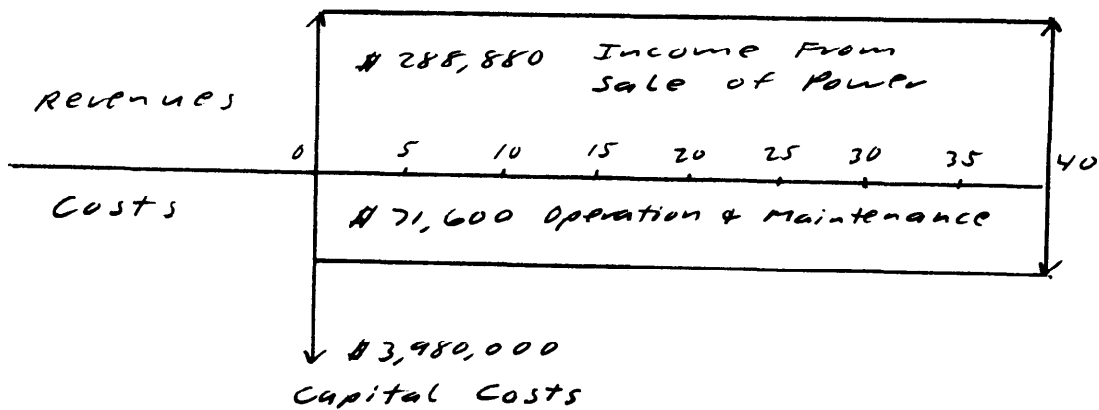 $ 288,880 Income From
Sale of Power
Revenues
0 5 10 15 20 25 30 35 40
Costs
$ 71,600 Operation & Maintenance
$ 3,980,000
Capital Costs